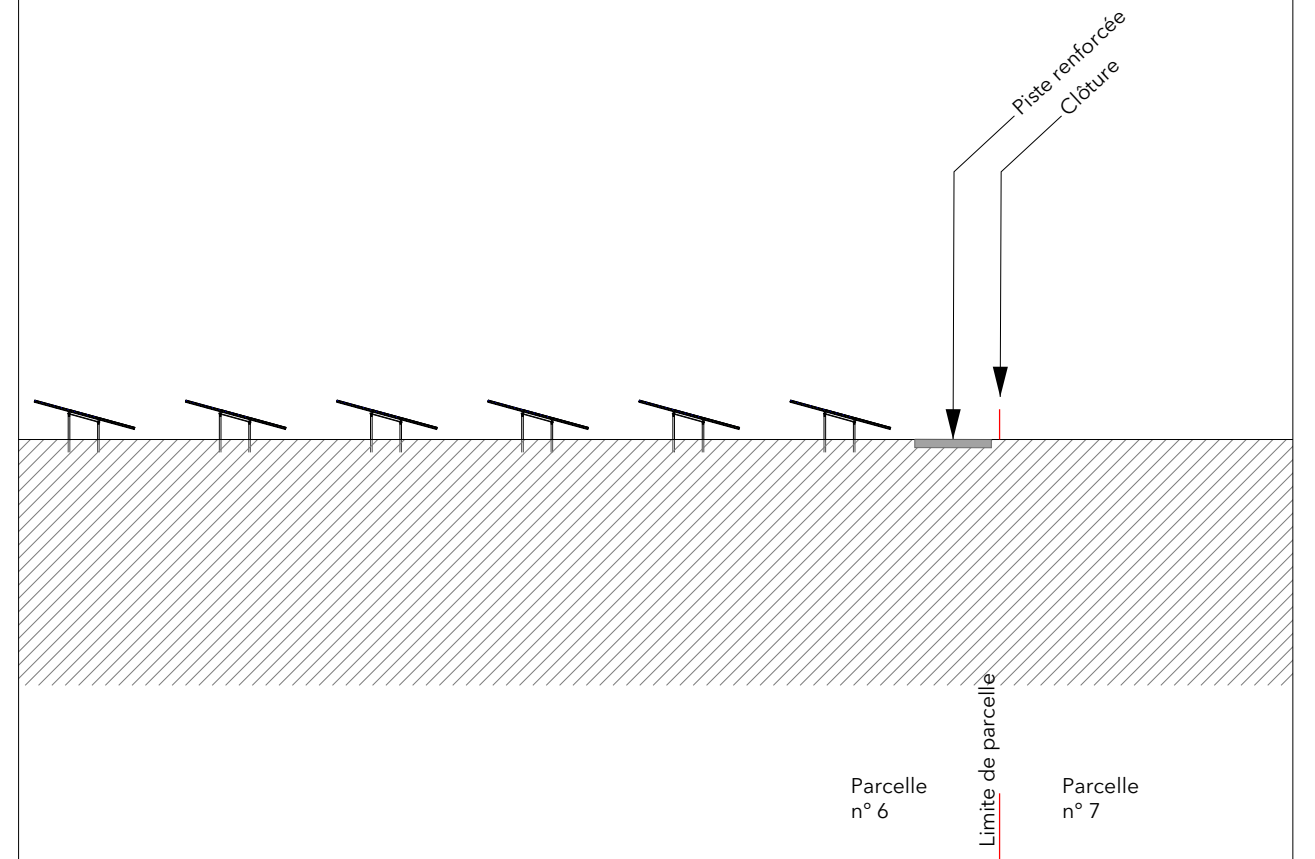 Piste renforcée
Clôture
Limite de parcelle
Parcelle
n° 6
Parcelle
n° 7